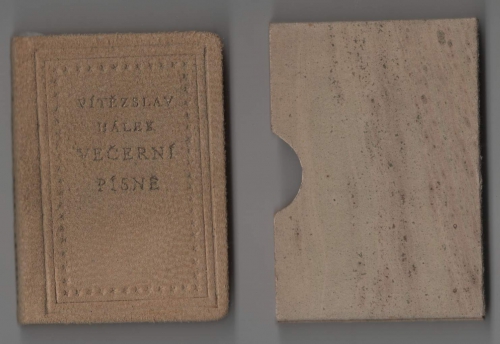 VÍTĚZSLAV
HÁLEK
VEČERNÍ
PÍSNĚ